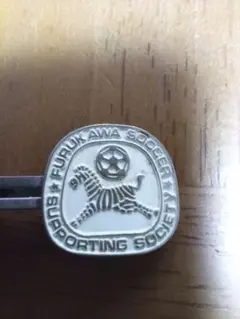 FURUKAWA SOCCER
SUPPORTING SOCIETY